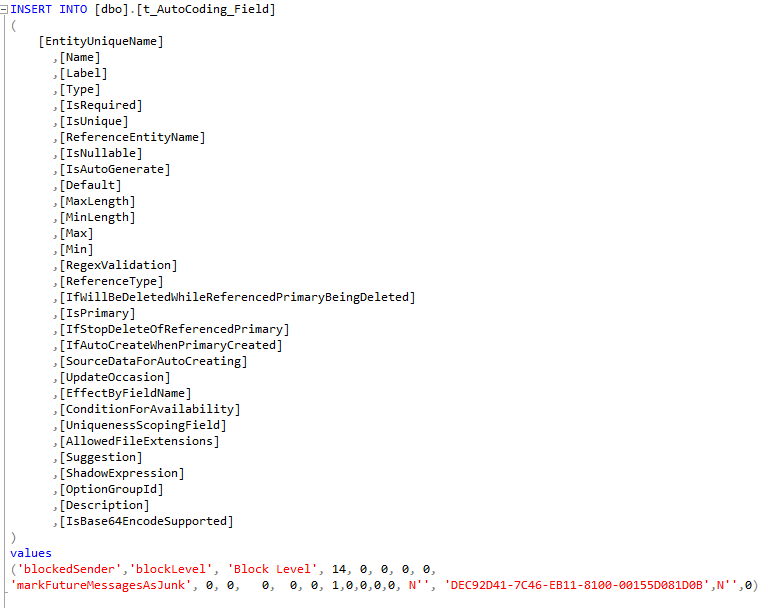 INSERT INTO [dbo].[t_AutoCoding_Field]
(
[EntityUniqueName]
,[Name]
,[Label]
,[Type]
,[IsRequired]
,[IsUnique]
,[ReferenceEntityName]
,[IsNullable]
,[IsAutoGenerate]
,[Default]
,[MaxLength]
,[MinLength]
,[Max]
,[Min]
,[RegexValidation]
,[ReferenceType]
,[IfWillBeDeletedWhileReferencedPrimaryBeingDeleted]
,[IsPrimary]
,[IfStopDeleteOfReferencedPrimary]
,[IfAutoCreateWhenPrimaryCreated]
,[SourceDataForAutoCreating]
,[UpdateOccasion]
,[EffectByFieldName]
,[ConditionForAvailability]
,[UniquenessScopingField]
,[AllowedFileExtensions]
,[Suggestion]
,[ShadowExpression]
,[OptionGroupId]
,[Description]
,[IsBase64EncodeSupported]
)
values
('blockedSender','blockLevel', 'Block Level', 14, 0, 0, 0, 0,
'markFutureMessagesAsJunk', 0, 0, 0, 0, 0, 1,0,0,0,0, N'', 'DEC92D41-7C46-EB11-8100-00155D081D0B',N'',0)